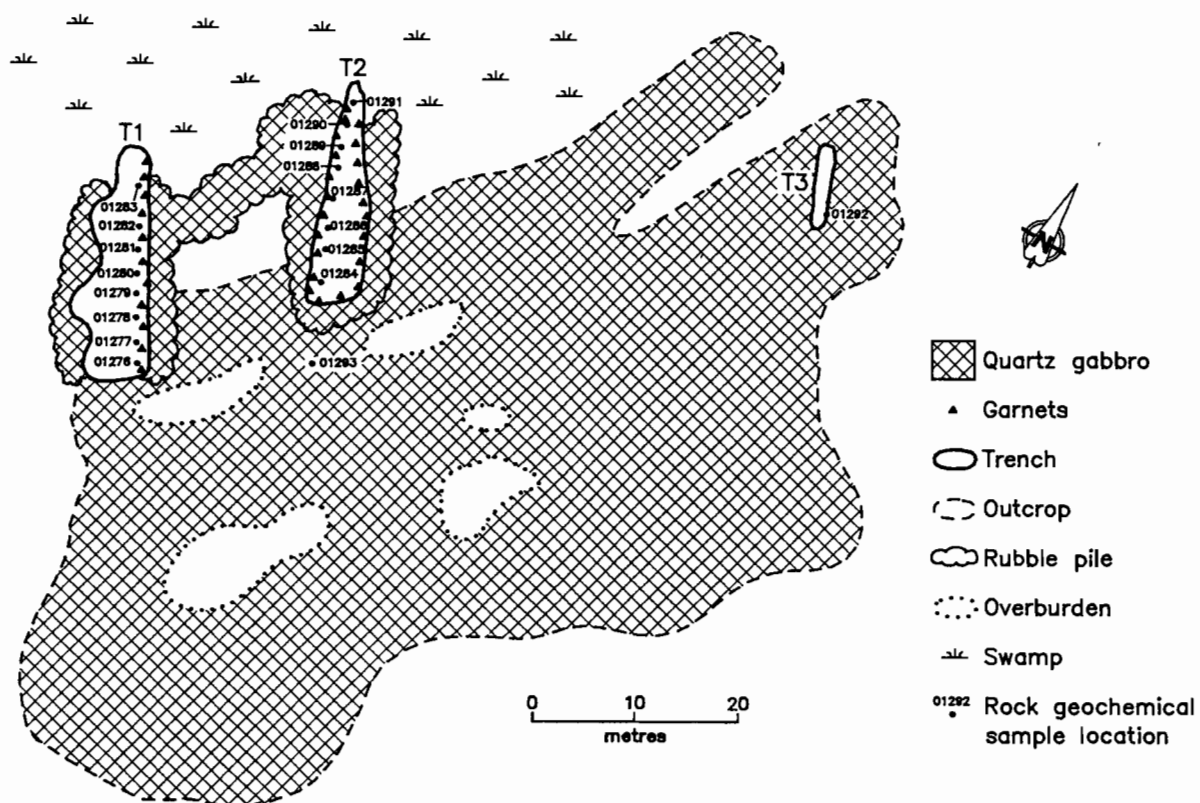 T1
T2
T3
01291
01290
01289
01288
01287
01286
01285
01284
01283
01282
01281
01280
01279
01278
01277
01276
01293
01292
N
Quartz gabbro
Garnets
Trench
Outcrop
Rubble pile
Overburden
Swamp
01292
Rock geochemical
sample location
0 10 20
metres